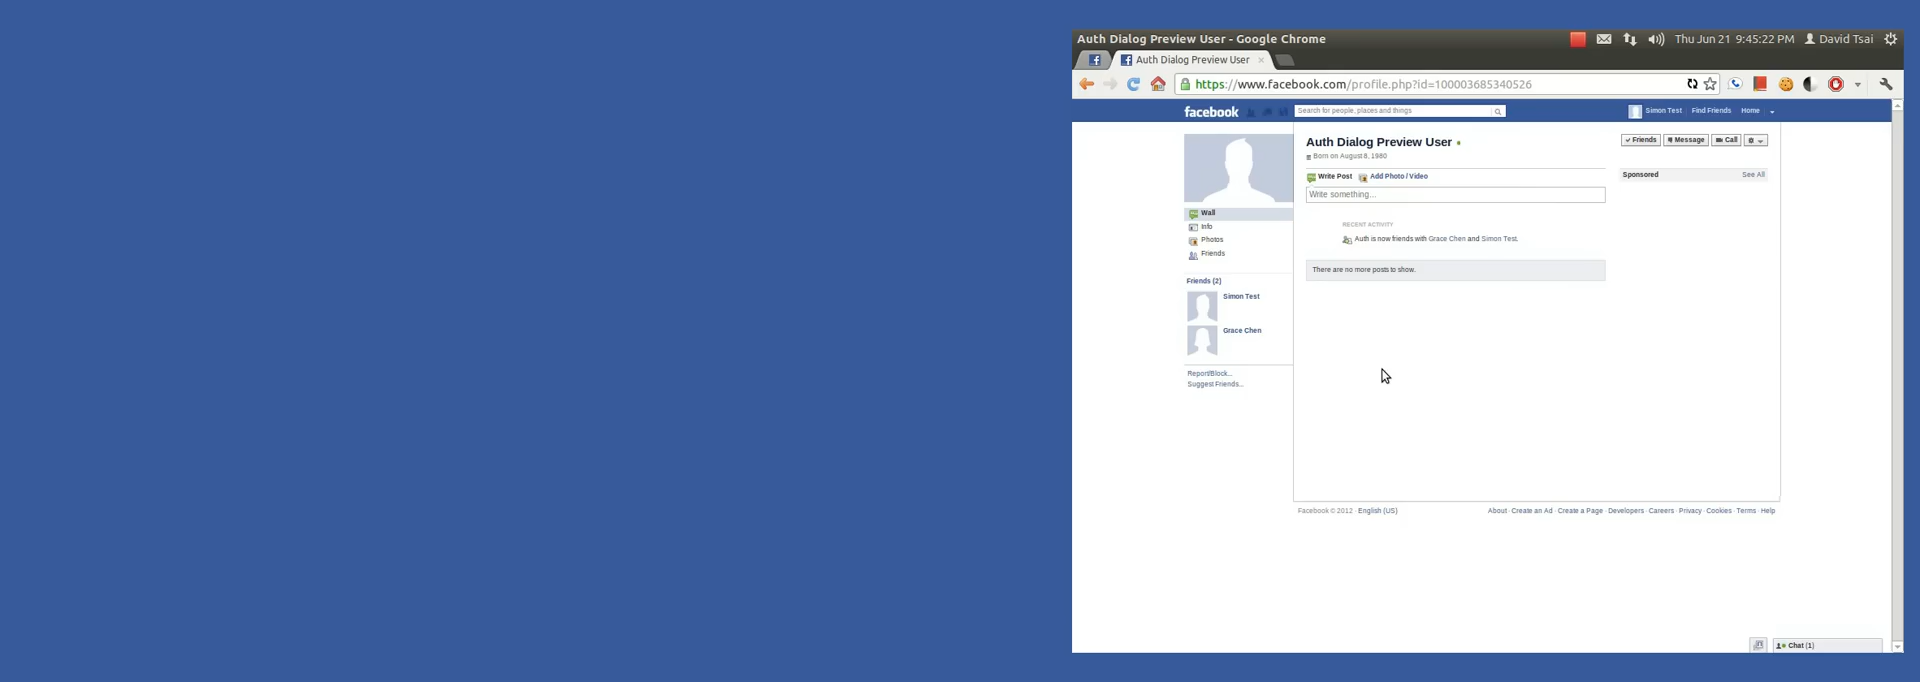 Auth Dialog Preview User - Google Chrome
Thu Jun 21 9:45:22 PM David Tsai
Auth Dialog Preview User
https://www.facebook.com/profile.php?id=100003685340526
facebook
Search for people, places and things
Simon Test Find Friends Home
Auth Dialog Preview User
Born on August 8, 1980
Friends Message Call
Write Post Add Photo / Video
Write something...
Sponsored See All
Wall
Info
Photos
Friends
RECENT ACTIVITY
Auth is now friends with Grace Chen and Simon Test.
There are no more posts to show.
Friends (2)
Simon Test
Grace Chen
Report/Block...
Suggest Friends...
Facebook © 2012 · English (US)
About · Create an Ad · Create a Page · Developers · Careers · Privacy · Cookies · Terms · Help
Chat (1)